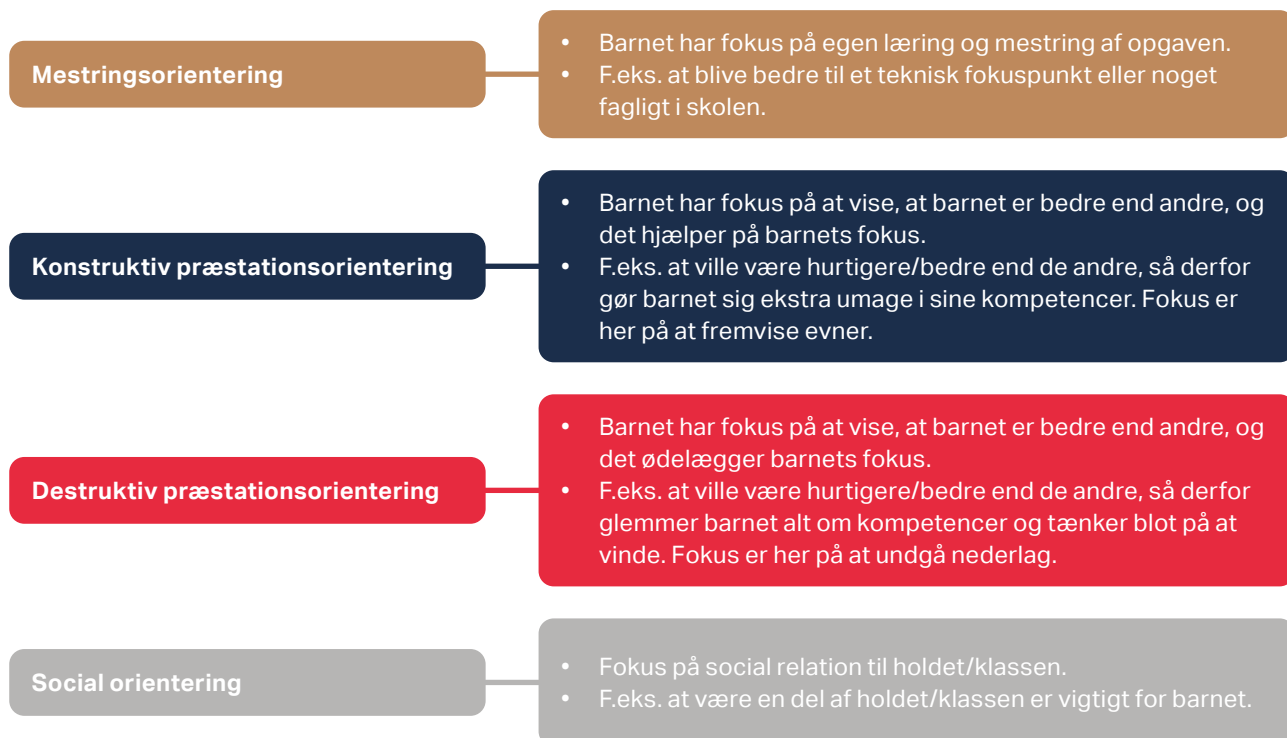 Mestringsorientering
• Barnet har fokus på egen læring og mestring af opgaven.
• F.eks. at blive bedre til et teknisk fokuspunkt eller noget
fagligt i skolen.
Konstruktiv præstationsorientering
• Barnet har fokus på at vise, at barnet er bedre end andre, og
det hjælper på barnets fokus.
• F.eks. at ville være hurtigere/bedre end de andre, så derfor
gør barnet sig ekstra umage i sine kompetencer. Fokus er
her på at fremvise evner.
Destruktiv præstationsorientering
• Barnet har fokus på at vise, at barnet er bedre end andre, og
det ødelægger barnets fokus.
• F.eks. at ville være hurtigere/bedre end de andre, så derfor
glemmer barnet alt om kompetencer og tænker blot på at
vinde. Fokus er her på at undgå nederlag.
Social orientering
• Fokus på social relation til holdet/klassen.
• F.eks. at være en del af holdet/klassen er vigtigt for barnet.